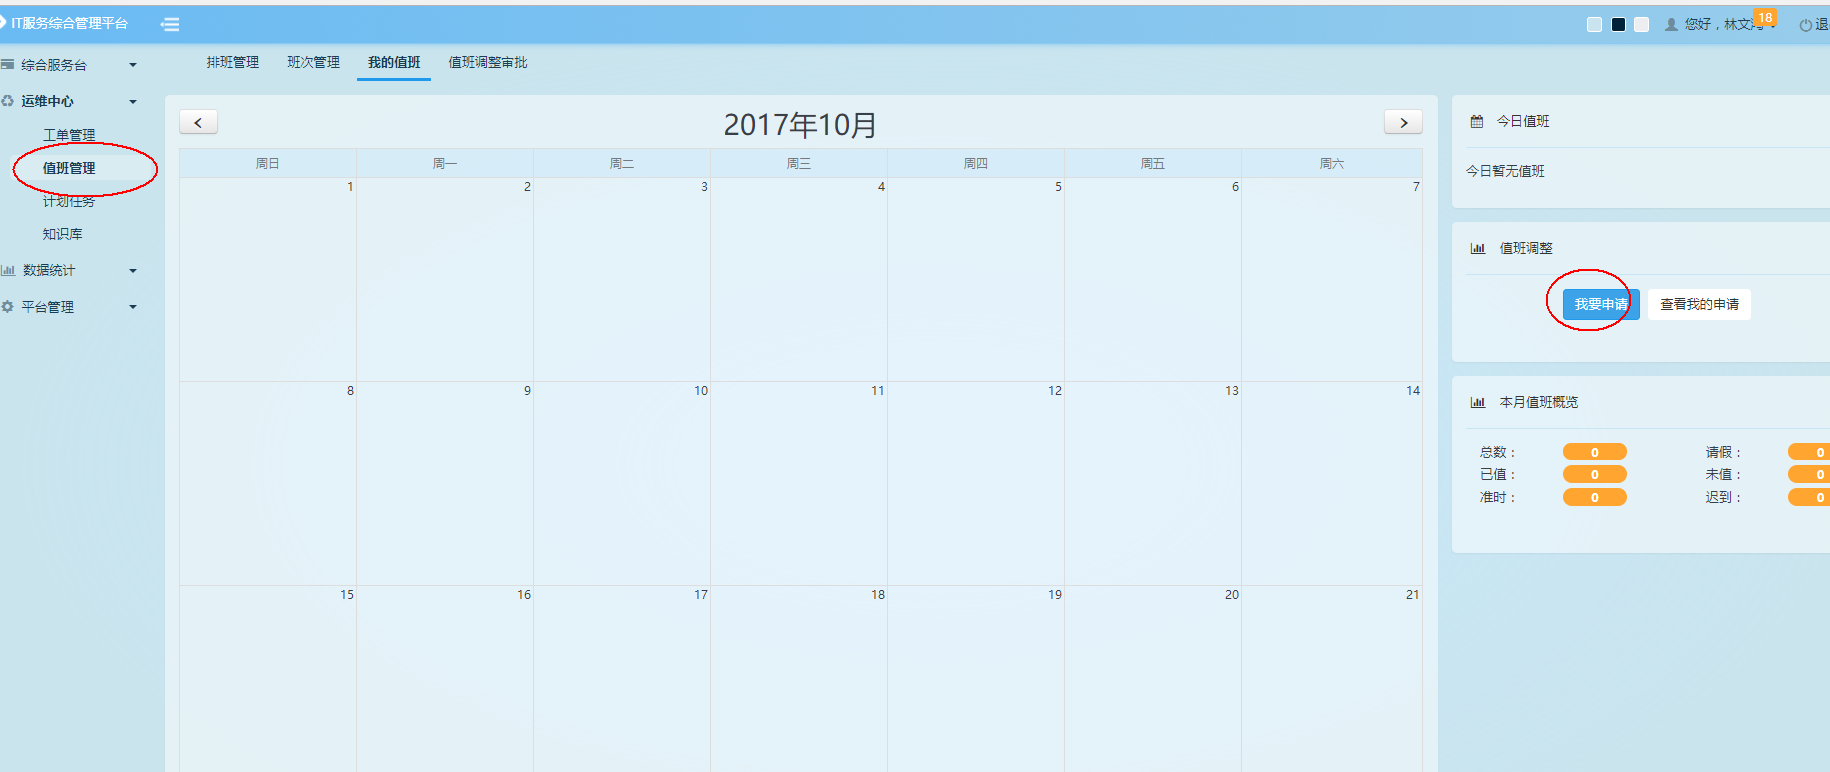 IT服务综合管理平台
18
您好，林文
退
综合服务台
运维中心
工单管理
值班管理
计划任务
知识库
数据统计
平台管理
排班管理 班次管理 我的值班 值班调整审批
2017年10月
周日 周一 周二 周三 周四 周五 周六
1 2 3 4 5 6 7
8 9 10 11 12 13 14
15 16 17 18 19 20 21
今日值班
今日暂无值班
值班调整
我要申请 查看我的申请
本月值班概览
总数： 0 请假： 0
已值： 0 未值： 0
准时： 0 迟到： 0